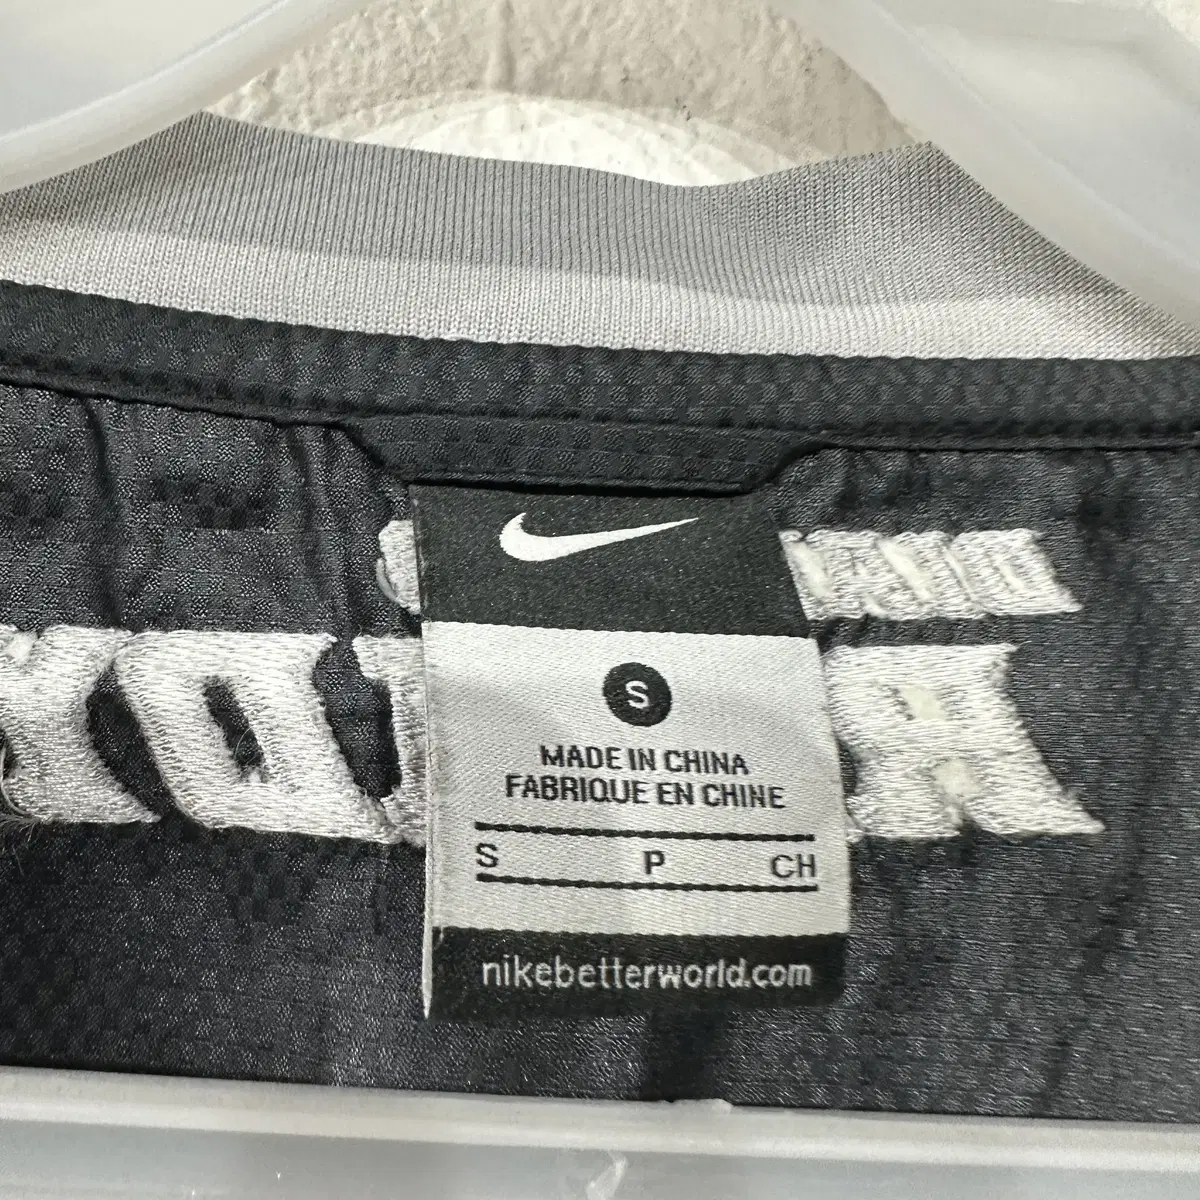 S
MADE IN CHINA
FABRIQUE EN CHINE
S P CH
nikebetterworld.com